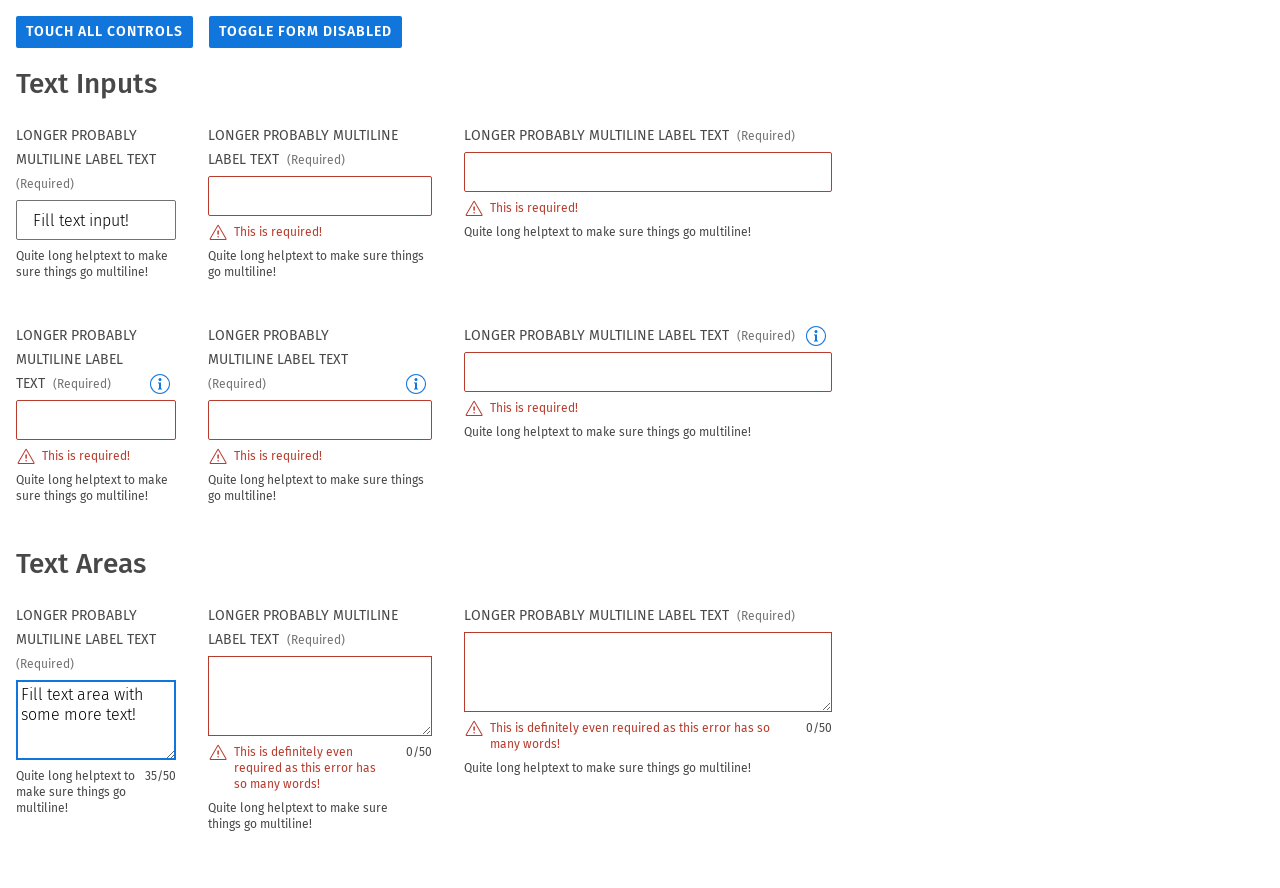 TOUCH ALL CONTROLS TOGGLE FORM DISABLED
Text Inputs
LONGER PROBABLY
MULTILINE LABEL TEXT
(Required)
Fill text input!
Quite long helptext to make
sure things go multiline!
LONGER PROBABLY MULTILINE
LABEL TEXT (Required)
This is required!
Quite long helptext to make sure things
go multiline!
LONGER PROBABLY MULTILINE LABEL TEXT (Required)
This is required!
Quite long helptext to make sure things go multiline!
LONGER PROBABLY
MULTILINE LABEL
TEXT (Required)
This is required!
Quite long helptext to make
sure things go multiline!
LONGER PROBABLY
MULTILINE LABEL TEXT
(Required)
This is required!
Quite long helptext to make sure things
go multiline!
LONGER PROBABLY MULTILINE LABEL TEXT (Required)
This is required!
Quite long helptext to make sure things go multiline!
Text Areas
LONGER PROBABLY
MULTILINE LABEL TEXT
(Required)
Fill text area with
some more text!
Quite long helptext to 35/50
make sure things go
multiline!
LONGER PROBABLY MULTILINE
LABEL TEXT (Required)
This is definitely even 0/50
required as this error has
so many words!
Quite long helptext to make sure
things go multiline!
LONGER PROBABLY MULTILINE LABEL TEXT (Required)
This is definitely even required as this error has so 0/50
many words!
Quite long helptext to make sure things go multiline!